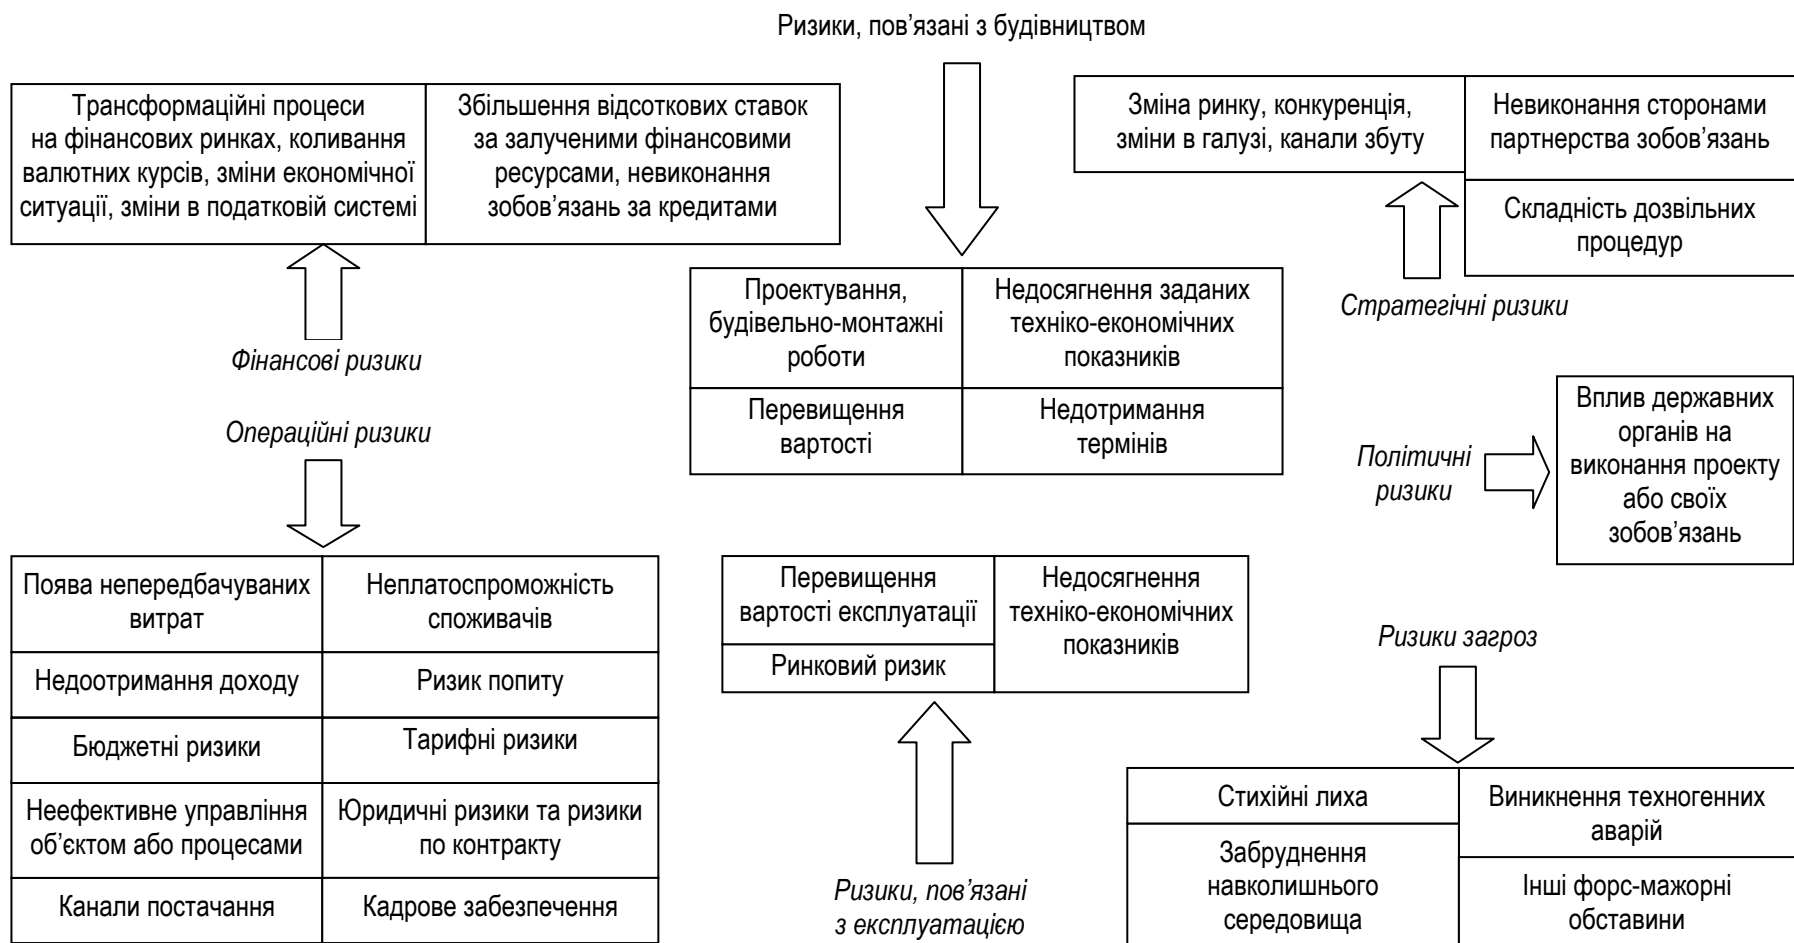 Ризики, пов’язані з будівництвом
Трансформаційні процеси
на фінансових ринках, коливання
валютних курсів, зміни економічної
ситуації, зміни в податковій системі
Збільшення відсоткових ставок
за залученими фінансовими
ресурсами, невиконання
зобов’язань за кредитами
Зміна ринку, конкуренція,
зміни в галузі, канали збуту
Невиконання сторонами
партнерства зобов’язань
Складність дозвільних
процедур
Стратегічні ризики
Фінансові ризики
Проектування,
будівельно-монтажні
роботи
Недосягнення заданих
техніко-економічних
показників
Перевищення
вартості
Недотримання
термінів
Операційні ризики
Політичні
ризики
Вплив державних
органів на
виконання проекту
або своїх
зобов’язань
Поява непередбачуваних
витрат
Неплатоспроможність
споживачів
Недоотримання доходу
Ризик попиту
Бюджетні ризики
Тарифні ризики
Неефективне управління
об’єктом або процесами
Юридичні ризики та ризики
по контракту
Канали постачання
Кадрове забезпечення
Перевищення
вартості експлуатації
Недосягнення
техніко-економічних
показників
Ринковий ризик
Ризики, пов’язані
з експлуатацією
Ризики загроз
Стихійні лиха
Виникнення техногенних
аварій
Забруднення
навколишнього
середовища
Інші форс-мажорні
обставини